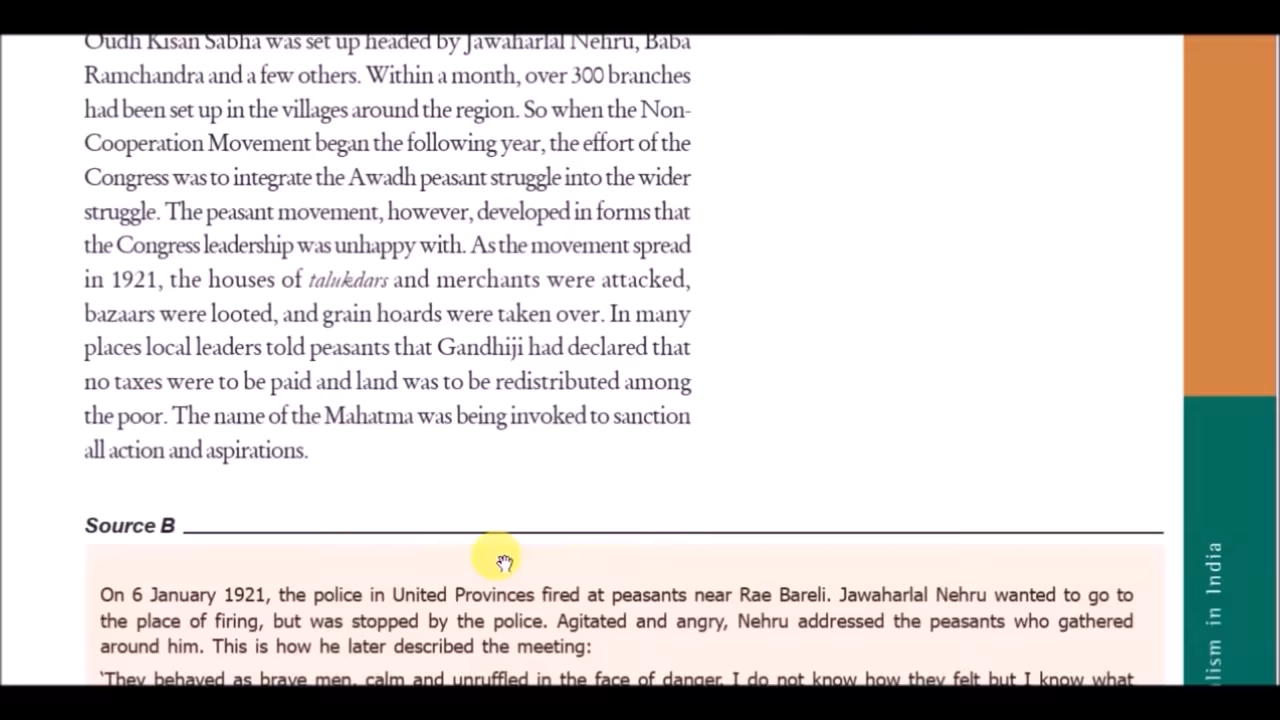 Oudh Kisan Sabha was set up headed by Jawaharlal Nehru, Baba
Ramchandra and a few others. Within a month, over 300 branches
had been set up in the villages around the region. So when the Non-
Cooperation Movement began the following year, the effort of the
Congress was to integrate the Awadh peasant struggle into the wider
struggle. The peasant movement, however, developed in forms that
the Congress leadership was unhappy with. As the movement spread
in 1921, the houses of talukdars and merchants were attacked,
bazaars were looted, and grain hoards were taken over. In many
places local leaders told peasants that Gandhiji had declared that
no taxes were to be paid and land was to be redistributed among
the poor. The name of the Mahatma was being invoked to sanction
all action and aspirations.
Source B
On 6 January 1921, the police in United Provinces fired at peasants near Rae Bareli. Jawaharlal Nehru wanted to go to
the place of firing, but was stopped by the police. Agitated and angry, Nehru addressed the peasants who gathered
around him. This is how he later described the meeting:
'They behaved as brave men, calm and unruffled in the face of danger. I do not know how they felt but I know what
lism in India